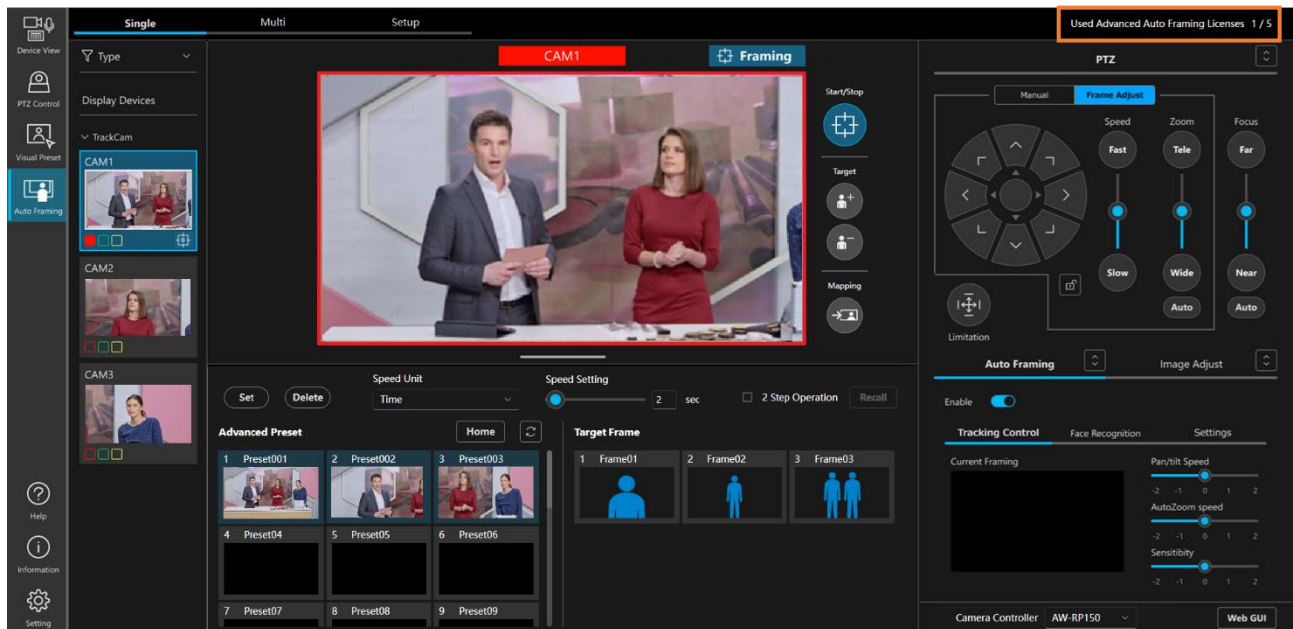 Single
Multi
Setup
Used Advanced Auto Framing Licenses 1 / 5
Device View
PTZ Control
Visual Preset
Auto Framing
Help
Information
Setting
Type
Display Devices
TrackCam
CAM1
CAM2
CAM3
CAM1
Framing
Start/Stop
Target
Mapping
Set
Delete
Speed Unit
Time
Speed Setting
2 sec
2 Step Operation
Recall
Advanced Preset
Home
1 Preset001
2 Preset002
3 Preset003
4 Preset04
5 Preset05
6 Preset06
7 Preset07
8 Preset08
9 Preset09
Target Frame
1 Frame01
2 Frame02
3 Frame03
PTZ
Manual
Frame Adjust
Speed
Zoom
Focus
Fast
Tele
Far
Slow
Wide
Near
Auto
Auto
Limitation
Auto Framing
Image Adjust
Enable
Tracking Control
Face Recognition
Settings
Current Framing
Pan/tilt Speed
-2 -1 0 1 2
AutoZoom speed
-2 -1 0 1 2
Sensitibity
-2 -1 0 1 2
Camera Controller
AW-RP150
Web GUI